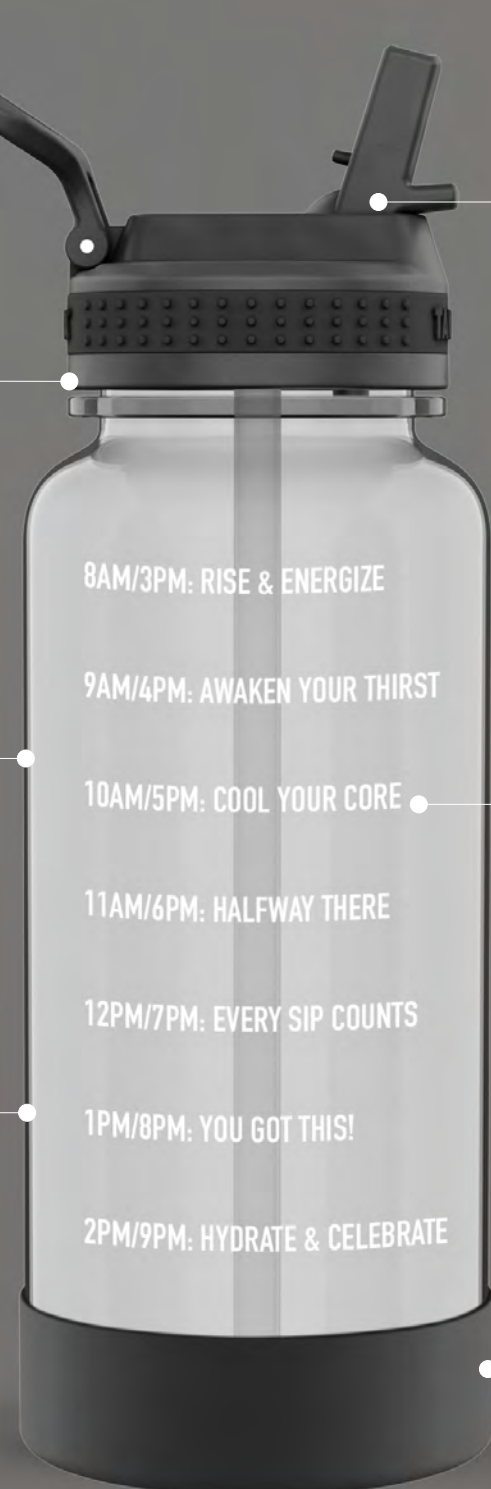 8AM/3PM: RISE & ENERGIZE
9AM/4PM: AWAKEN YOUR THIRST
10AM/5PM: COOL YOUR CORE
11AM/6PM: HALFWAY THERE
12PM/7PM: EVERY SIP COUNTS
1PM/8PM: YOU GOT THIS!
2PM/9PM: HYDRATE & CELEBRATE